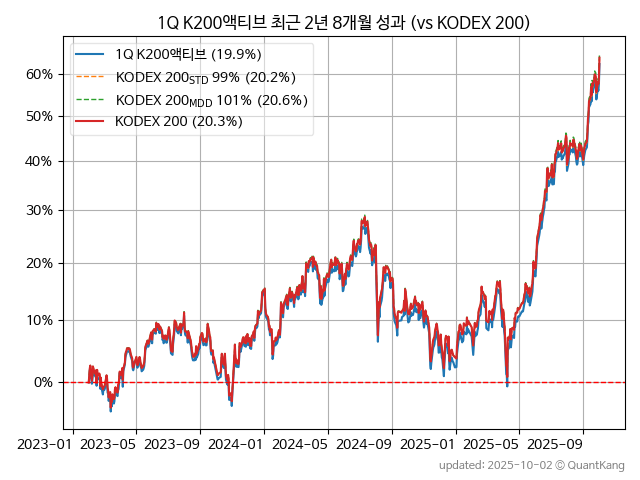 1Q K200액티브 최근 2년 8개월 성과 (vs KODEX 200)
1Q K200액티브 (19.9%)
KODEX 200STD 99% (20.2%)
KODEX 200MDD 101% (20.6%)
KODEX 200 (20.3%)
60%
50%
40%
30%
20%
10%
0%
2023-01 2023-05 2023-09 2024-01 2024-05 2024-09 2025-01 2025-05 2025-09
updated: 2025-10-02 © QuantKang